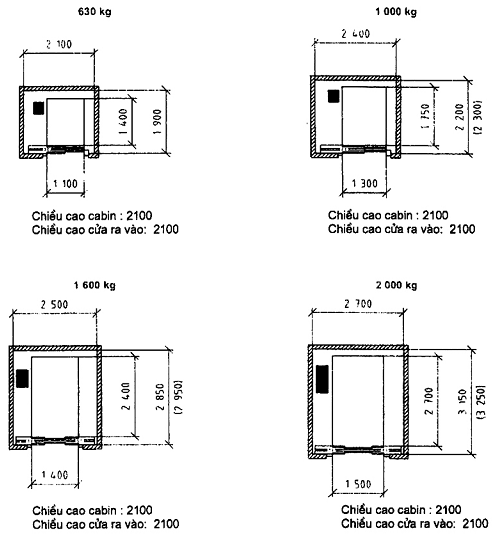 630 kg
2 100
1 400
1 900
1 100
Chiều cao cabin : 2100
Chiều cao cửa ra vào: 2100
1 000 kg
2 400
1 750
2 200
(2 300)
1 300
Chiều cao cabin : 2100
Chiều cao cửa ra vào: 2100
1 600 kg
2 500
2 400
2 850
(2 950)
1 400
Chiều cao cabin : 2100
Chiều cao cửa ra vào: 2100
2 000 kg
2 700
2 700
3 150
(3 250)
1 500
Chiều cao cabin : 2100
Chiều cao cửa ra vào: 2100